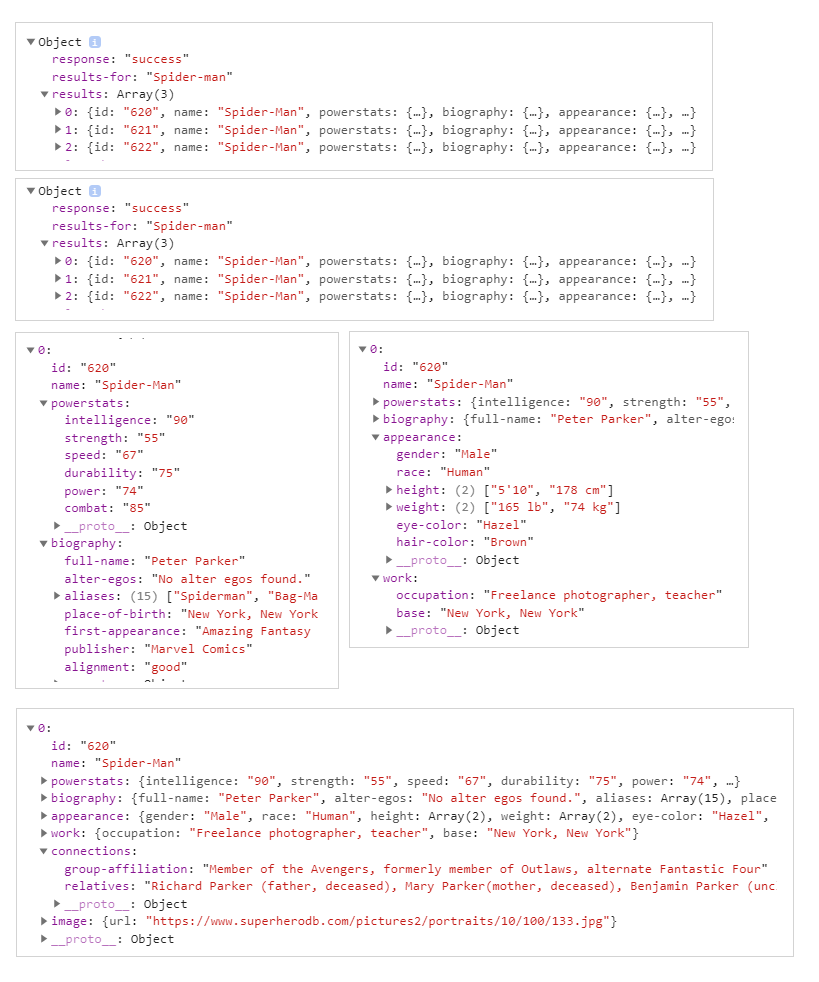 Object i
response: "success"
results-for: "Spider-man"
results: Array(3)
0: {id: "620", name: "Spider-Man", powerstats: {…}, biography: {…}, appearance: {…}, …}
1: {id: "621", name: "Spider-Man", powerstats: {…}, biography: {…}, appearance: {…}, …}
2: {id: "622", name: "Spider-Man", powerstats: {…}, biography: {…}, appearance: {…}, …}
Object i
response: "success"
results-for: "Spider-man"
results: Array(3)
0: {id: "620", name: "Spider-Man", powerstats: {…}, biography: {…}, appearance: {…}, …}
1: {id: "621", name: "Spider-Man", powerstats: {…}, biography: {…}, appearance: {…}, …}
2: {id: "622", name: "Spider-Man", powerstats: {…}, biography: {…}, appearance: {…}, …}
0:
id: "620"
name: "Spider-Man"
powerstats:
intelligence: "90"
strength: "55"
speed: "67"
durability: "75"
power: "74"
combat: "85"
__proto__: Object
biography:
full-name: "Peter Parker"
alter-egos: "No alter egos found."
aliases: (15) ["Spiderman", "Bag-Ma
place-of-birth: "New York, New York
first-appearance: "Amazing Fantasy
publisher: "Marvel Comics"
alignment: "good"
0:
id: "620"
name: "Spider-Man"
powerstats: {intelligence: "90", strength: "55",
biography: {full-name: "Peter Parker", alter-egos:
appearance:
gender: "Male"
race: "Human"
height: (2) ["5'10", "178 cm"]
weight: (2) ["165 lb", "74 kg"]
eye-color: "Hazel"
hair-color: "Brown"
__proto__: Object
work:
occupation: "Freelance photographer, teacher"
base: "New York, New York"
__proto__: Object
0:
id: "620"
name: "Spider-Man"
powerstats: {intelligence: "90", strength: "55", speed: "67", durability: "75", power: "74", …}
biography: {full-name: "Peter Parker", alter-egos: "No alter egos found.", aliases: Array(15), place
appearance: {gender: "Male", race: "Human", height: Array(2), weight: Array(2), eye-color: "Hazel",
work: {occupation: "Freelance photographer, teacher", base: "New York, New York"}
connections:
group-affiliation: "Member of the Avengers, formerly member of Outlaws, alternate Fantastic Four"
relatives: "Richard Parker (father, deceased), Mary Parker(mother, deceased), Benjamin Parker (unc
__proto__: Object
image: {url: "https://www.superherodb.com/pictures2/portraits/10/100/133.jpg"}
__proto__: Object